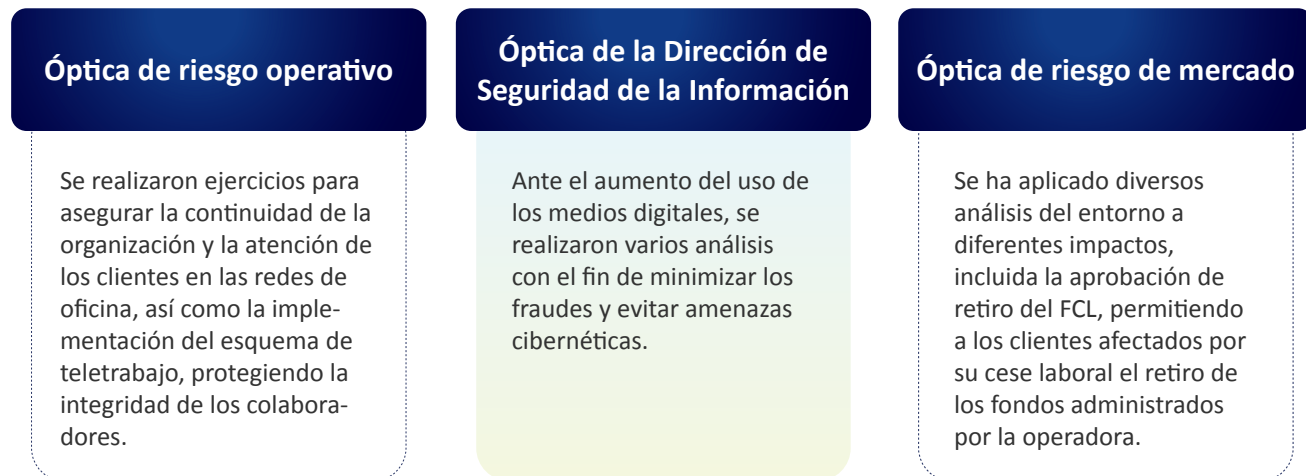 Óptica de riesgo operativo
Se realizaron ejercicios para
asegurar la continuidad de la
organización y la atención de
los clientes en las redes de
oficina, así como la imple-
mentación del esquema de
teletrabajo, protegiendo la
integridad de los colabora-
dores.
Óptica de la Dirección de
Seguridad de la Información
Ante el aumento del uso de
los medios digitales, se
realizaron varios análisis
con el fin de minimizar los
fraudes y evitar amenazas
cibernéticas.
Óptica de riesgo de mercado
Se ha aplicado diversos
análisis del entorno a
diferentes impactos,
incluida la aprobación de
retiro del FCL, permitiendo
a los clientes afectados por
su cese laboral el retiro de
los fondos administrados
por la operadora.